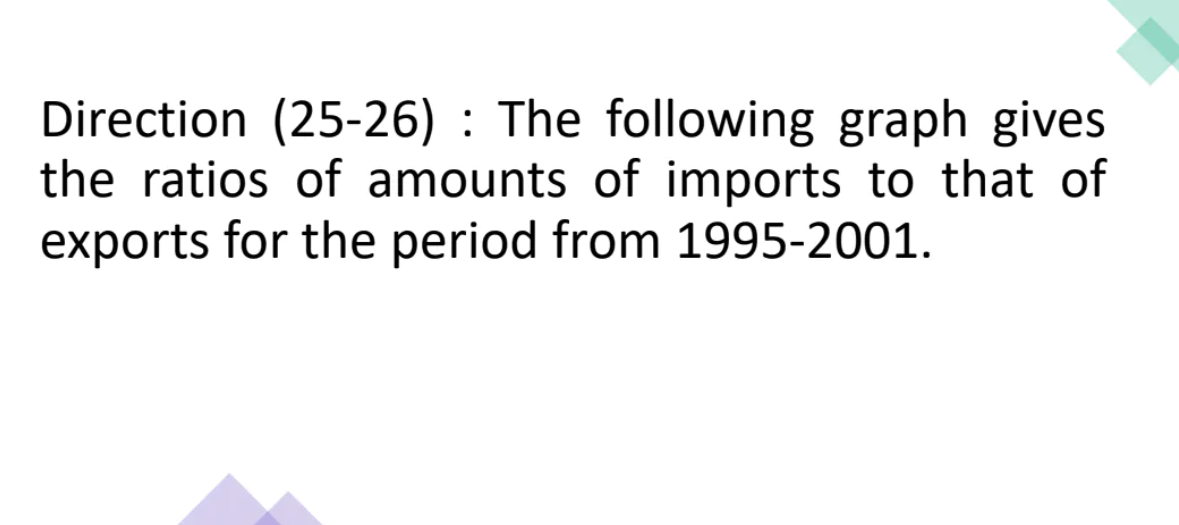 Direction (25-26) : The following graph gives
the ratios of amounts of imports to that of
exports for the period from 1995-2001.